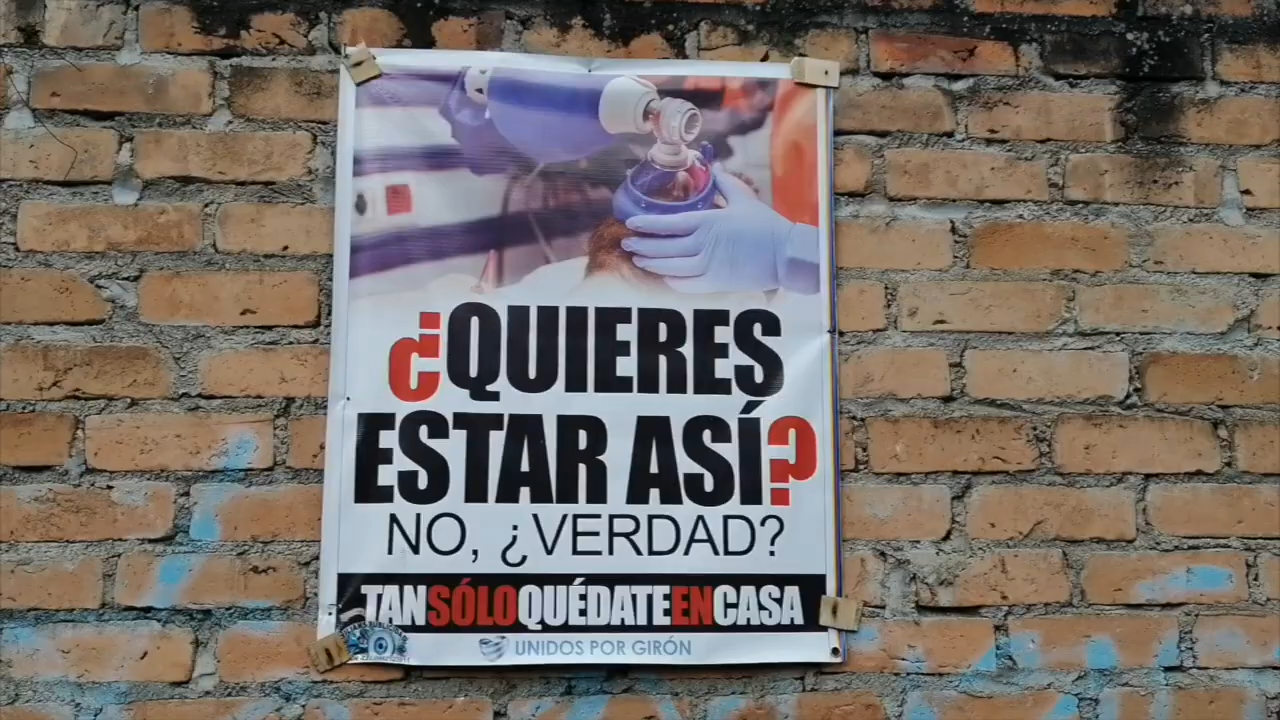 ¿QUIERES
ESTAR ASÍ?
NO, ¿VERDAD?
TANSÓLOQUÉDATEENCASA
UNIDOS POR GIRÓN